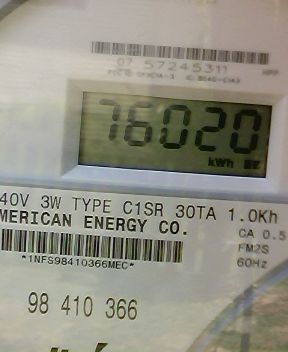 07 57245311
76020
kWh
40V 3W TYPE C1SR 30TA 1.0Kh
MERICAN ENERGY CO.
CA 0.5
FM2S
60Hz
*1NFS98410366MEC*
98 410 366